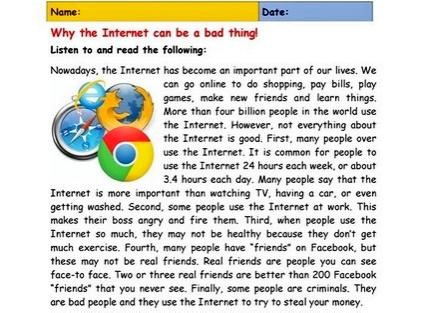 Name: Date:
Why the Internet can be a bad thing!
Listen to and read the following:
Nowadays, the Internet has become an important part of our lives. We
can go online to do shopping, pay bills, play
games, make new friends and learn things.
More than four billion people in the world use
the Internet. However, not everything about
the Internet is good. First, many people over
use the Internet. It is common for people to
use the Internet 24 hours each week, or about
3.4 hours each day. Many people say that the
Internet is more important than watching TV, having a car, or even
getting washed. Second, some people use the Internet at work. This
makes their boss angry and fire them. Third, when people use the
Internet so much, they may not be healthy because they don't get
much exercise. Fourth, many people have “friends” on Facebook, but
these may not be real friends. Real friends are people you can see
face-to face. Two or three real friends are better than 200 Facebook
“friends” that you never see. Finally, some people are criminals. They
are bad people and they use the Internet to try to steal your money.